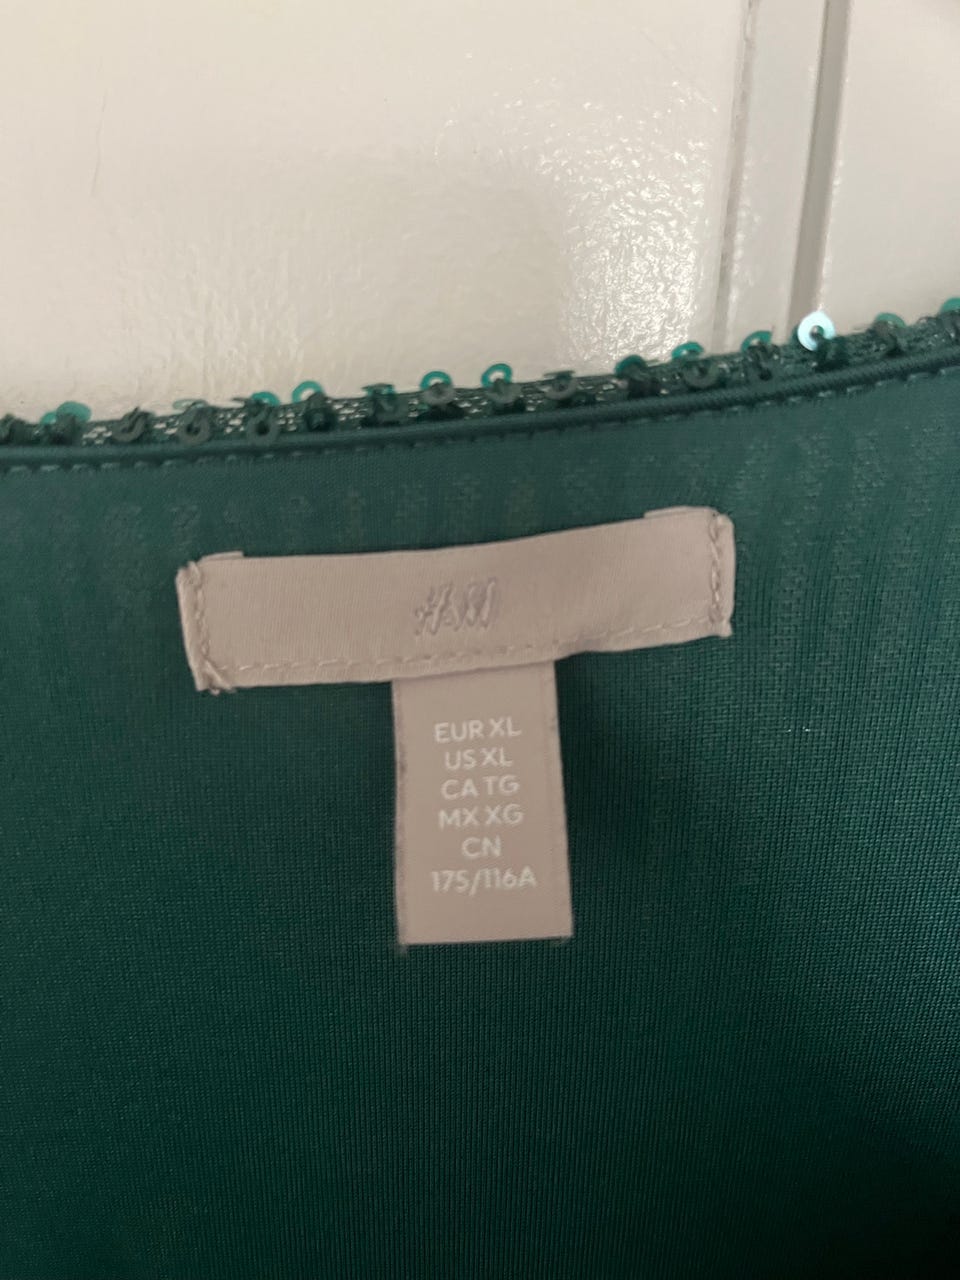 H&M
EUR XL
US XL
CA TG
MX XG
CN
175/116A